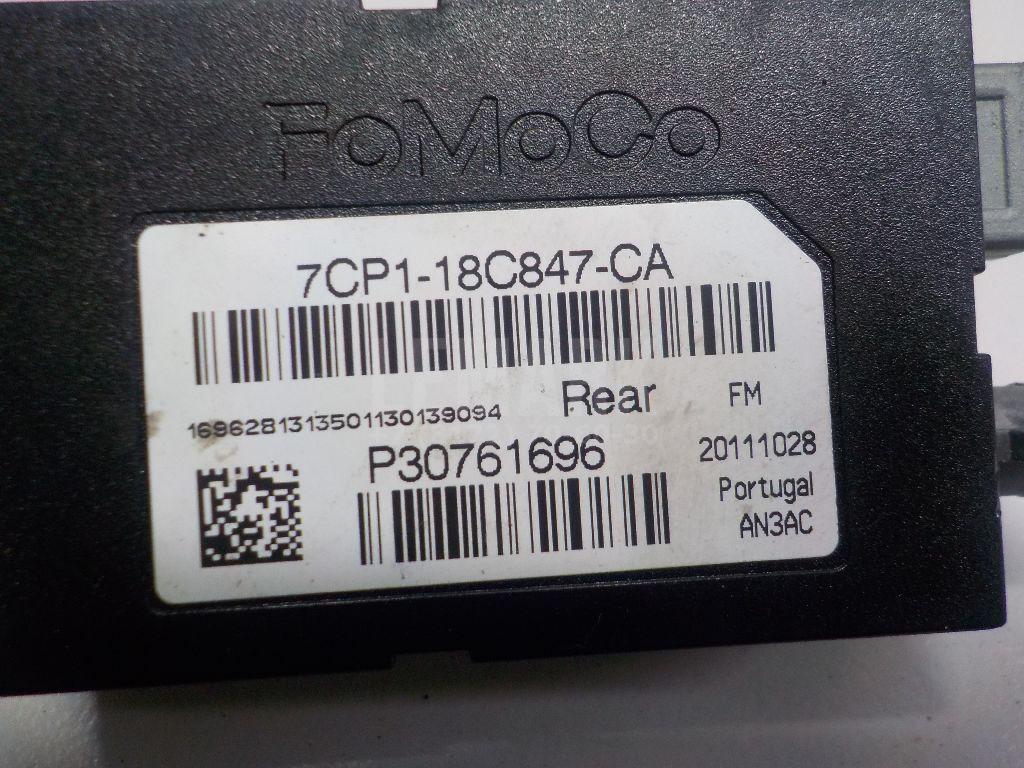 FoMoCo
7CP1-18C847-CA
Rear FM
1696281313501130139094
P30761696 20111028
Portugal
AN3AC